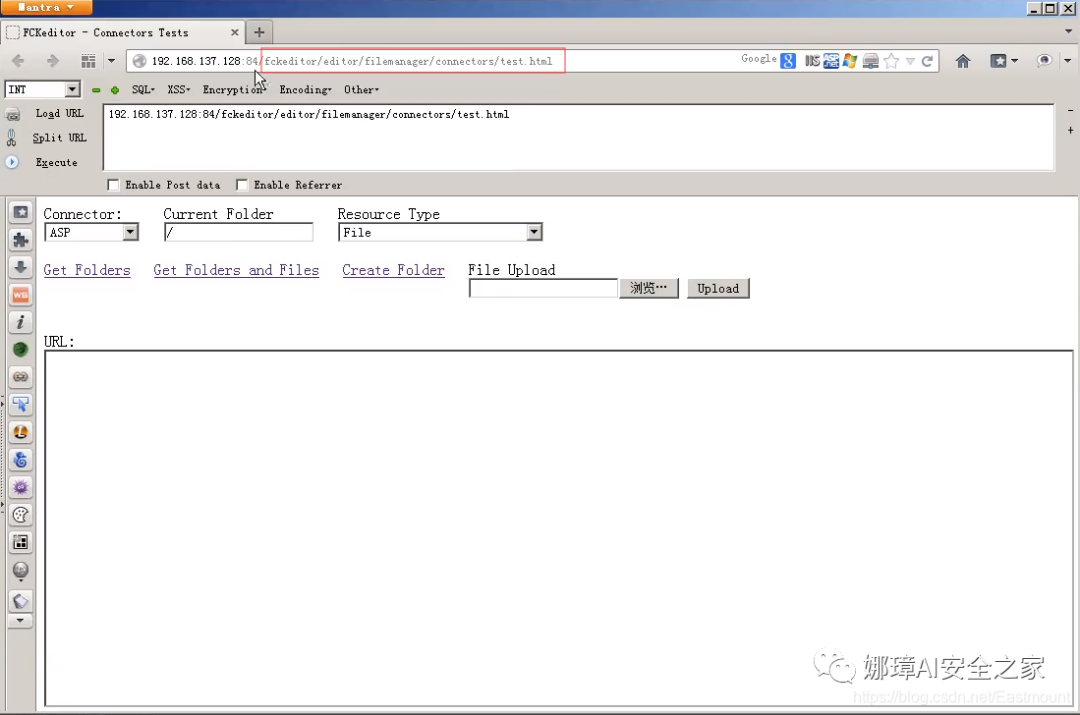 Mantra
FCKeditor - Connectors Tests
192.168.137.128:84/fckeditor/editor/filemanager/connectors/test.html
Google
IIS
INT
SQL XSS Encryption Encoding Other
Load URL
192.168.137.128:84/fckeditor/editor/filemanager/connectors/test.html
Split URL
Execute
Enable Post data Enable Referrer
Connector: Current Folder Resource Type
ASP / File
Get Folders Get Folders and Files Create Folder File Upload
浏览… Upload
URL:
娜璋AI安全之家
https://blog.csdn.net/Eastmount